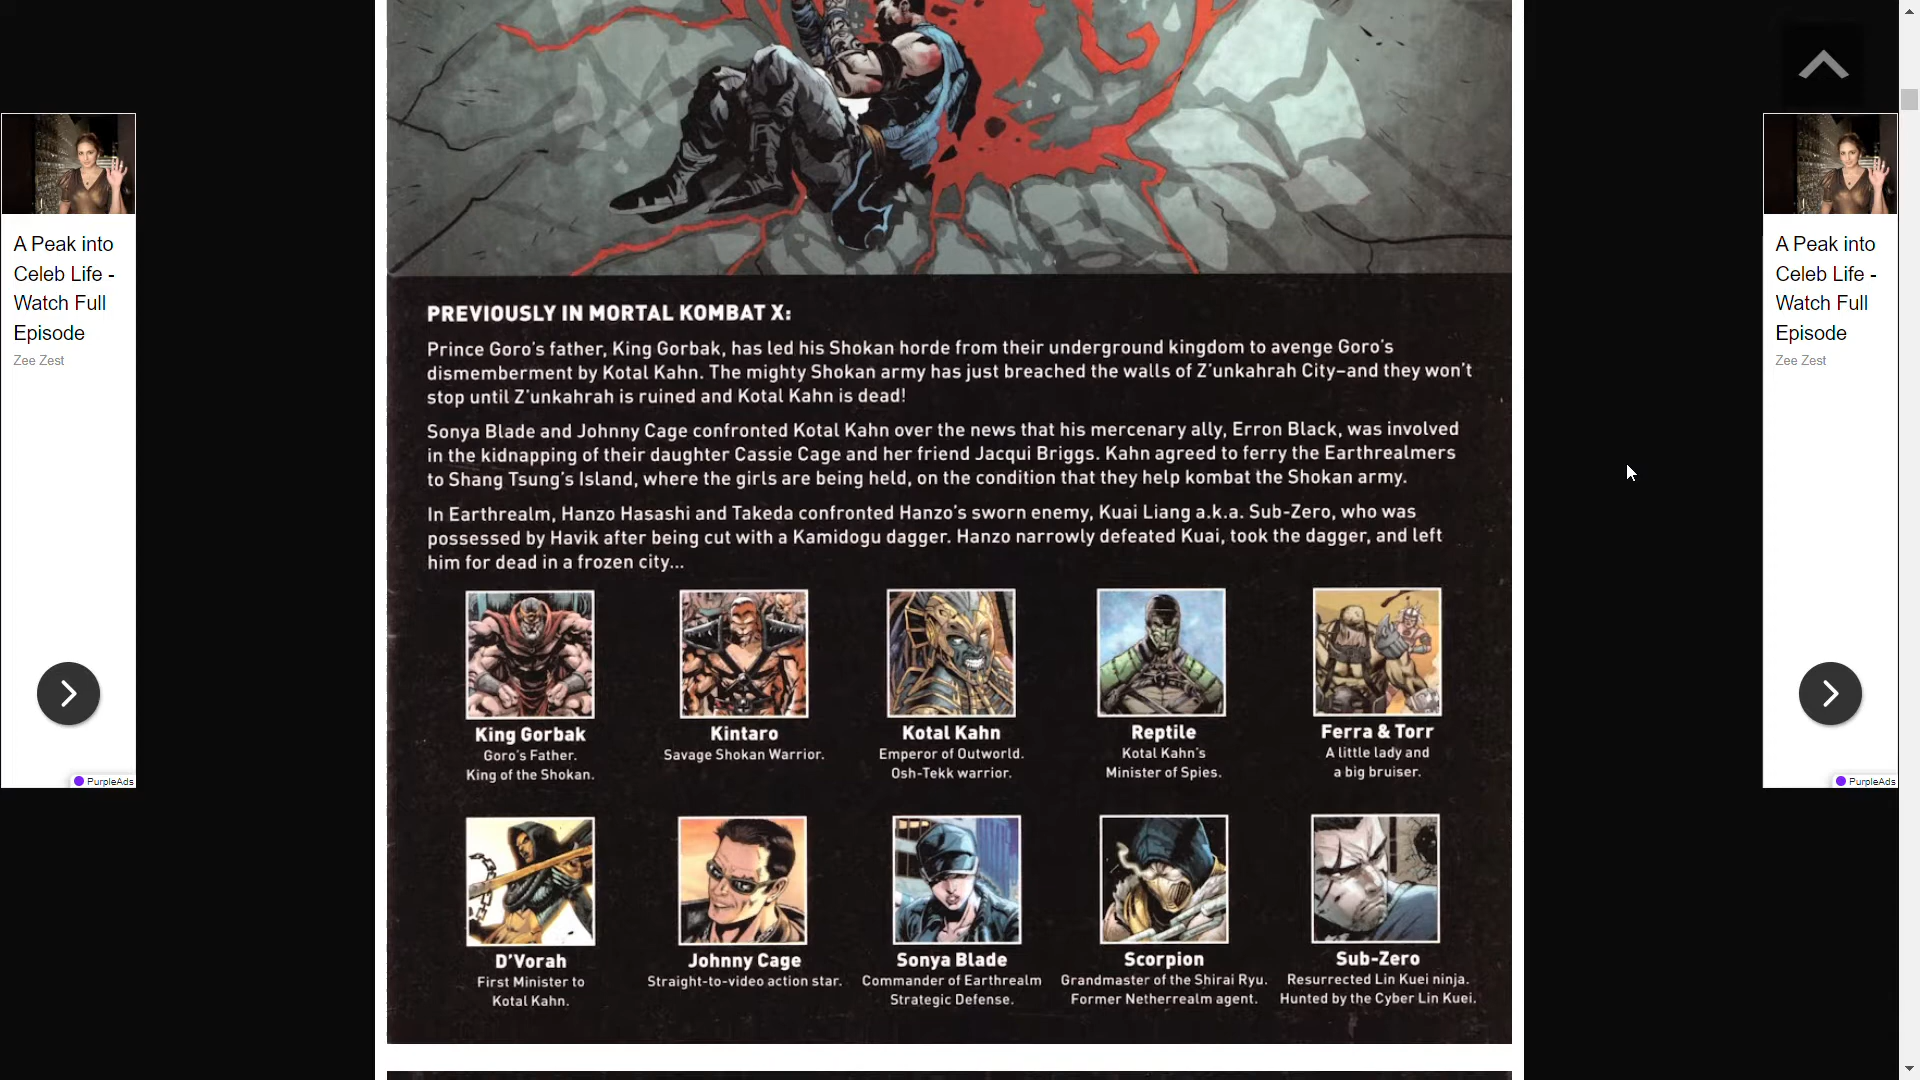 A Peak into
Celeb Life -
Watch Full
Episode
Zee Zest
PurpleAds
PREVIOUSLY IN MORTAL KOMBAT X:
Prince Goro's father, King Gorbak, has led his Shokan horde from their underground kingdom to avenge Goro's
dismemberment by Kotal Kahn. The mighty Shokan army has just breached the walls of Z'unkahrah City–and they won't
stop until Z'unkahrah is ruined and Kotal Kahn is dead!
Sonya Blade and Johnny Cage confronted Kotal Kahn over the news that his mercenary ally, Erron Black, was involved
in the kidnapping of their daughter Cassie Cage and her friend Jacqui Briggs. Kahn agreed to ferry the Earthrealmers
to Shang Tsung's Island, where the girls are being held, on the condition that they help kombat the Shokan army.
In Earthrealm, Hanzo Hasashi and Takeda confronted Hanzo's sworn enemy, Kuai Liang a.k.a. Sub-Zero, who was
possessed by Havik after being cut with a Kamidogu dagger. Hanzo narrowly defeated Kuai, took the dagger, and left
him for dead in a frozen city...
King Gorbak
Goro's Father.
King of the Shokan.
Kintaro
Savage Shokan Warrior.
Kotal Kahn
Emperor of Outworld.
Osh-Tekk warrior.
Reptile
Kotal Kahn's
Minister of Spies.
Ferra & Torr
A little lady and
a big bruiser.
D'Vorah
First Minister to
Kotal Kahn.
Johnny Cage
Straight-to-video action star.
Sonya Blade
Commander of Earthrealm
Strategic Defense.
Scorpion
Grandmaster of the Shirai Ryu.
Former Netherrealm agent.
Sub-Zero
Resurrected Lin Kuei ninja.
Hunted by the Cyber Lin Kuei.
A Peak into
Celeb Life -
Watch Full
Episode
Zee Zest
PurpleAds